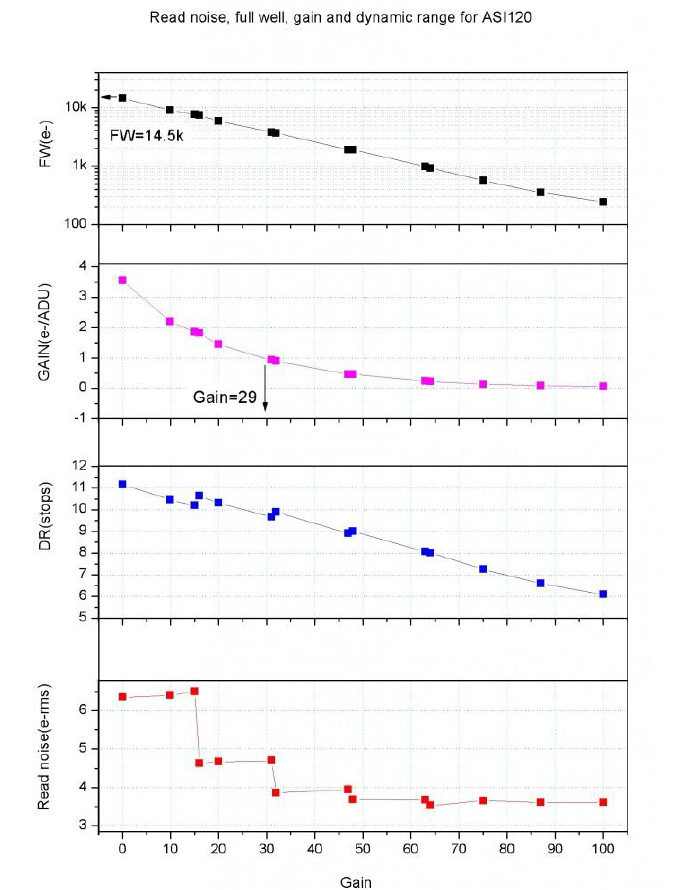 Read noise, full well, gain and dynamic range for ASI120
FW(e-)
10k
1k
100
FW=14.5k
GAIN(e-/ADU)
4
3
2
1
0
-1
Gain=29
DR(stops)
12
11
10
9
8
7
6
5
Read noise(e-rms)
6
5
4
3
0 10 20 30 40 50 60 70 80 90 100
Gain